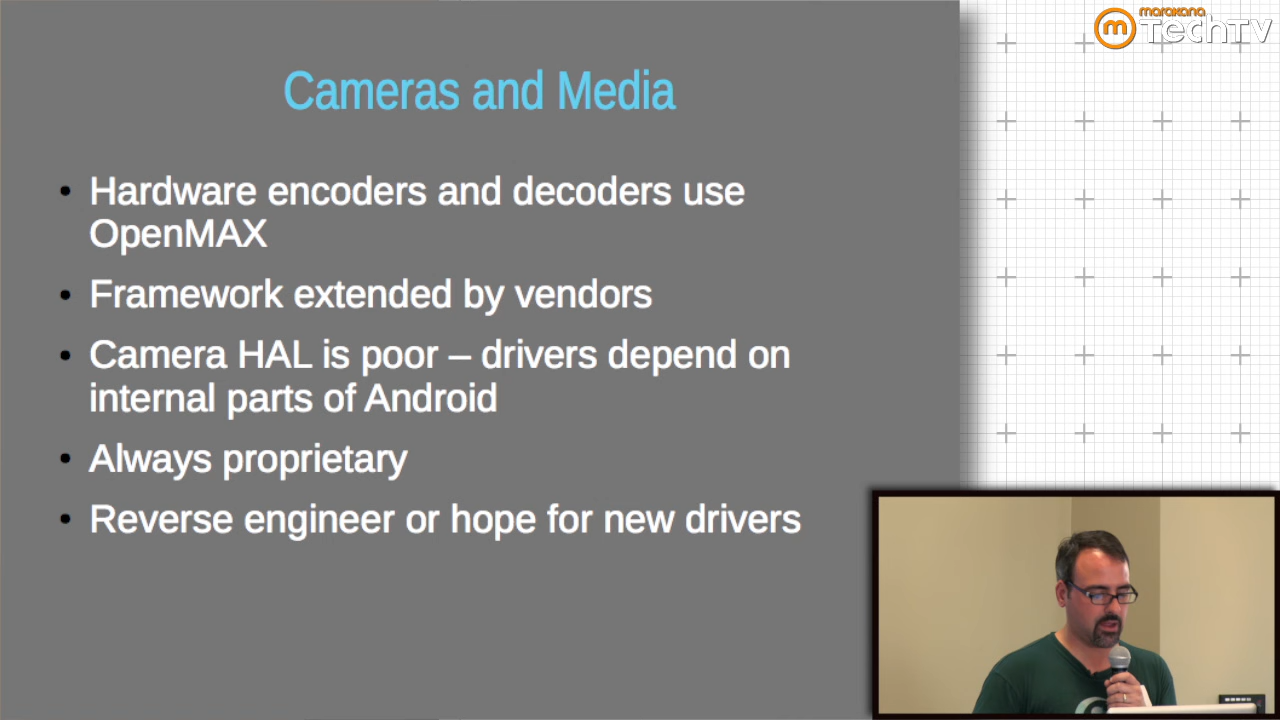 marakana
TechTV
Cameras and Media
• Hardware encoders and decoders use
OpenMAX
• Framework extended by vendors
• Camera HAL is poor – drivers depend on
internal parts of Android
• Always proprietary
• Reverse engineer or hope for new drivers